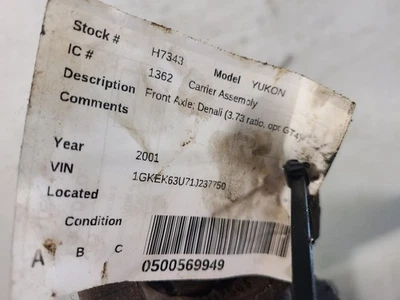 Stock # H7343 Model YUKON
IC # 1362 Carrier Assembly
Description Front Axle; Denali (3.73 ratio, opt GT4)
Comments
Year 2001
VIN 1GKEK63U71J237750
Located
Condition
A B C
0500569949